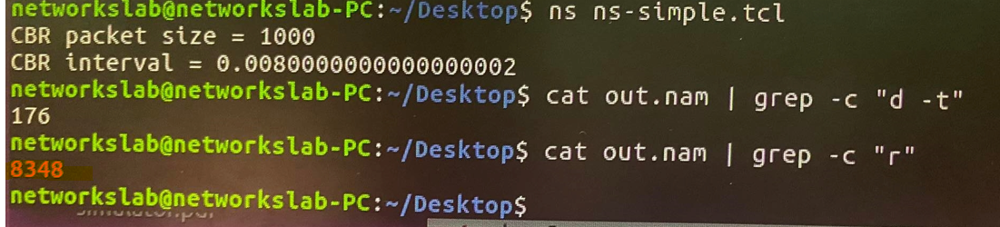 networkslab@networkslab-PC:~/Desktop$ ns ns-simple.tcl
CBR packet size = 1000
CBR interval = 0.0080000000000000002
networkslab@networkslab-PC:~/Desktop$ cat out.nam | grep -c "d -t"
176
networkslab@networkslab-PC:~/Desktop$ cat out.nam | grep -c "r"
8348
networkslab@networkslab-PC:~/Desktop$